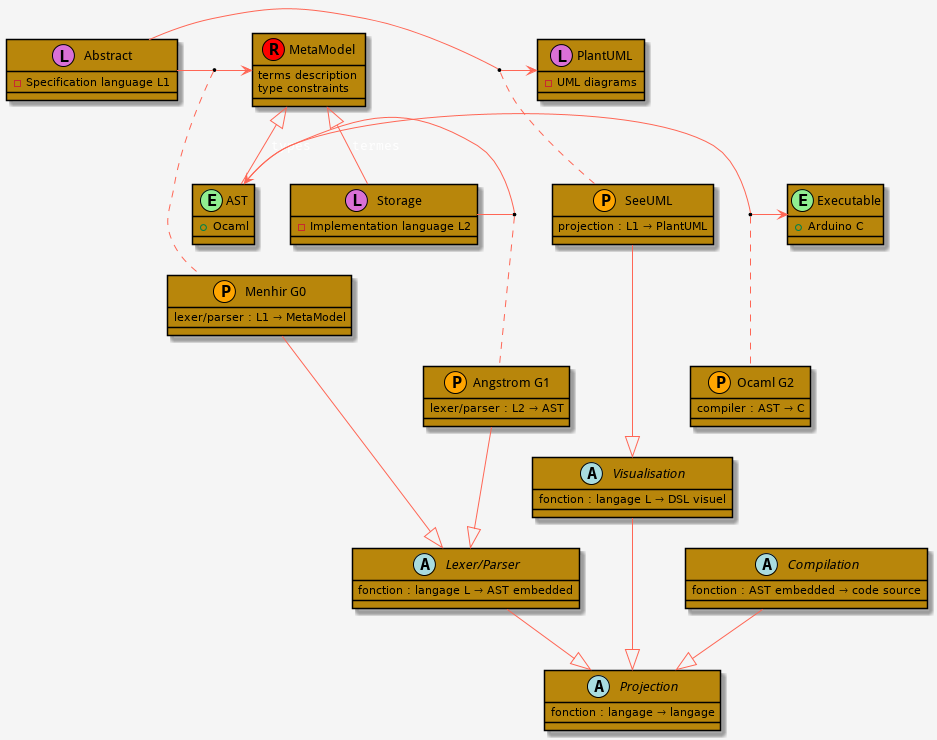 L Abstract
Specification language L1
R MetaModel
terms description
type constraints
L PlantUML
UML diagrams
termes
E AST
Ocaml
L Storage
Implementation language L2
P SeeUML
projection : L1 → PlantUML
E Executable
Arduino C
P Menhir G0
lexer/parser : L1 → MetaModel
P Angstrom G1
lexer/parser : L2 → AST
P Ocaml G2
compiler : AST → C
A Visualisation
fonction : langage L → DSL visuel
A Lexer/Parser
fonction : langage L → AST embedded
A Compilation
fonction : AST embedded → code source
A Projection
fonction : langage → langage